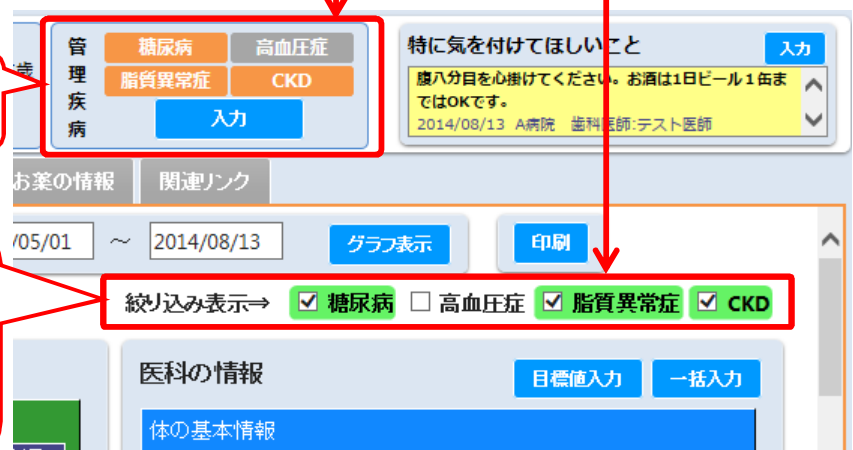 歳
管理疾病
糖尿病 高血圧症
脂質異常症 CKD
入力
特に気を付けてほしいこと 入力
腹八分目を心掛けてください。お酒は1日ビール1缶ま
ではOKです。
2014/08/13 A病院 歯科医師:テスト医師
お薬の情報 関連リンク
/05/01 ～ 2014/08/13 グラフ表示 印刷
絞り込み表示⇒ 糖尿病 高血圧症 脂質異常症 CKD
医科の情報 目標値入力 一括入力
体の基本情報